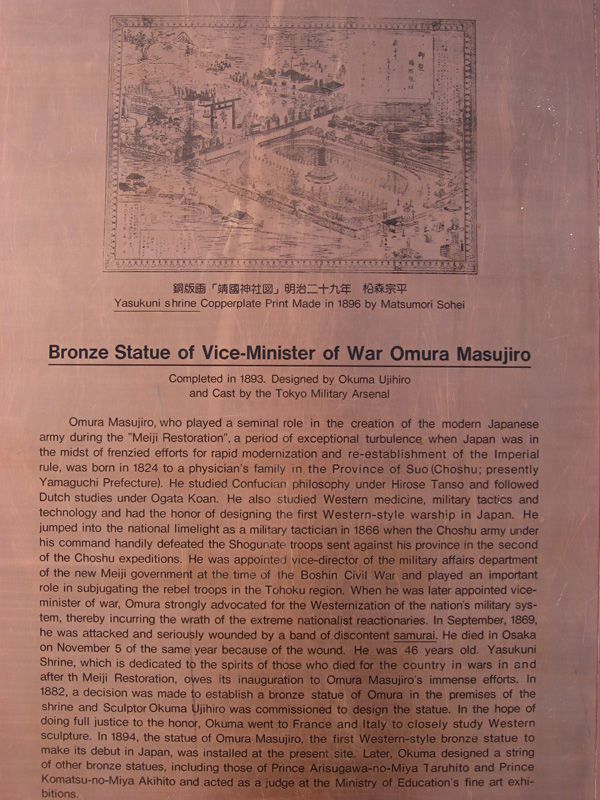 銅版画「靖國神社図」明治二十九年　松森宗平
Yasukuni shrine Copperplate Print Made in 1896 by Matsumori Sohei
Bronze Statue of Vice-Minister of War Omura Masujiro
Completed in 1893. Designed by Okuma Ujihiro
and Cast by the Tokyo Military Arsenal
Omura Masujiro, who played a seminal role in the creation of the modern Japanese
army during the "Meiji Restoration", a period of exceptional turbulence when Japan was in
the midst of frenzied efforts for rapid modernization and re-establishment of the Imperial
rule, was born in 1824 to a physician's family in the Province of Suo (Choshu; presently
Yamaguchi Prefecture). He studied Confucian philosophy under Hirose Tanso and followed
Dutch studies under Ogata Koan. He also studied Western medicine, military tactics and
technology and had the honor of designing the first Western-style warship in Japan. He
jumped into the national limelight as a military tactician in 1866 when the Choshu army under
his command handily defeated the Shogunate troops sent against his province in the second
of the Choshu expeditions. He was appointed vice-director of the military affairs department
of the new Meiji government at the time of the Boshin Civil War and played an important
role in subjugating the rebel troops in the Tohoku region. When he was later appointed vice-
minister of war, Omura strongly advocated for the Westernization of the nation's military sys-
tem, thereby incurring the wrath of the extreme nationalist reactionaries. In September, 1869,
he was attacked and seriously wounded by a band of discontent samurai. He died in Osaka
on November 5 of the same year because of the wound. He was 46 years old. Yasukuni
Shrine, which is dedicated to the spirits of those who died for the country in wars in and
after th Meiji Restoration, owes its inauguration to Omura Masujiro's immense efforts. In
1882, a decision was made to establish a bronze statue of Omura in the premises of the
shrine and Sculptor Okuma Ujihiro was commissioned to design the statue. In the hope of
doing full justice to the honor, Okuma went to France and Italy to closely study Western
sculpture. In 1894, the statue of Omura Masujiro, the first Western-style bronze statue to
make its debut in Japan, was installed at the present site. Later, Okuma designed a string
of other bronze statues, including those of Prince Arisugawa-no-Miya Taruhito and Prince
Komatsu-no-Miya Akihito and acted as a judge at the Ministry of Education's fine art exhi-
bitions.